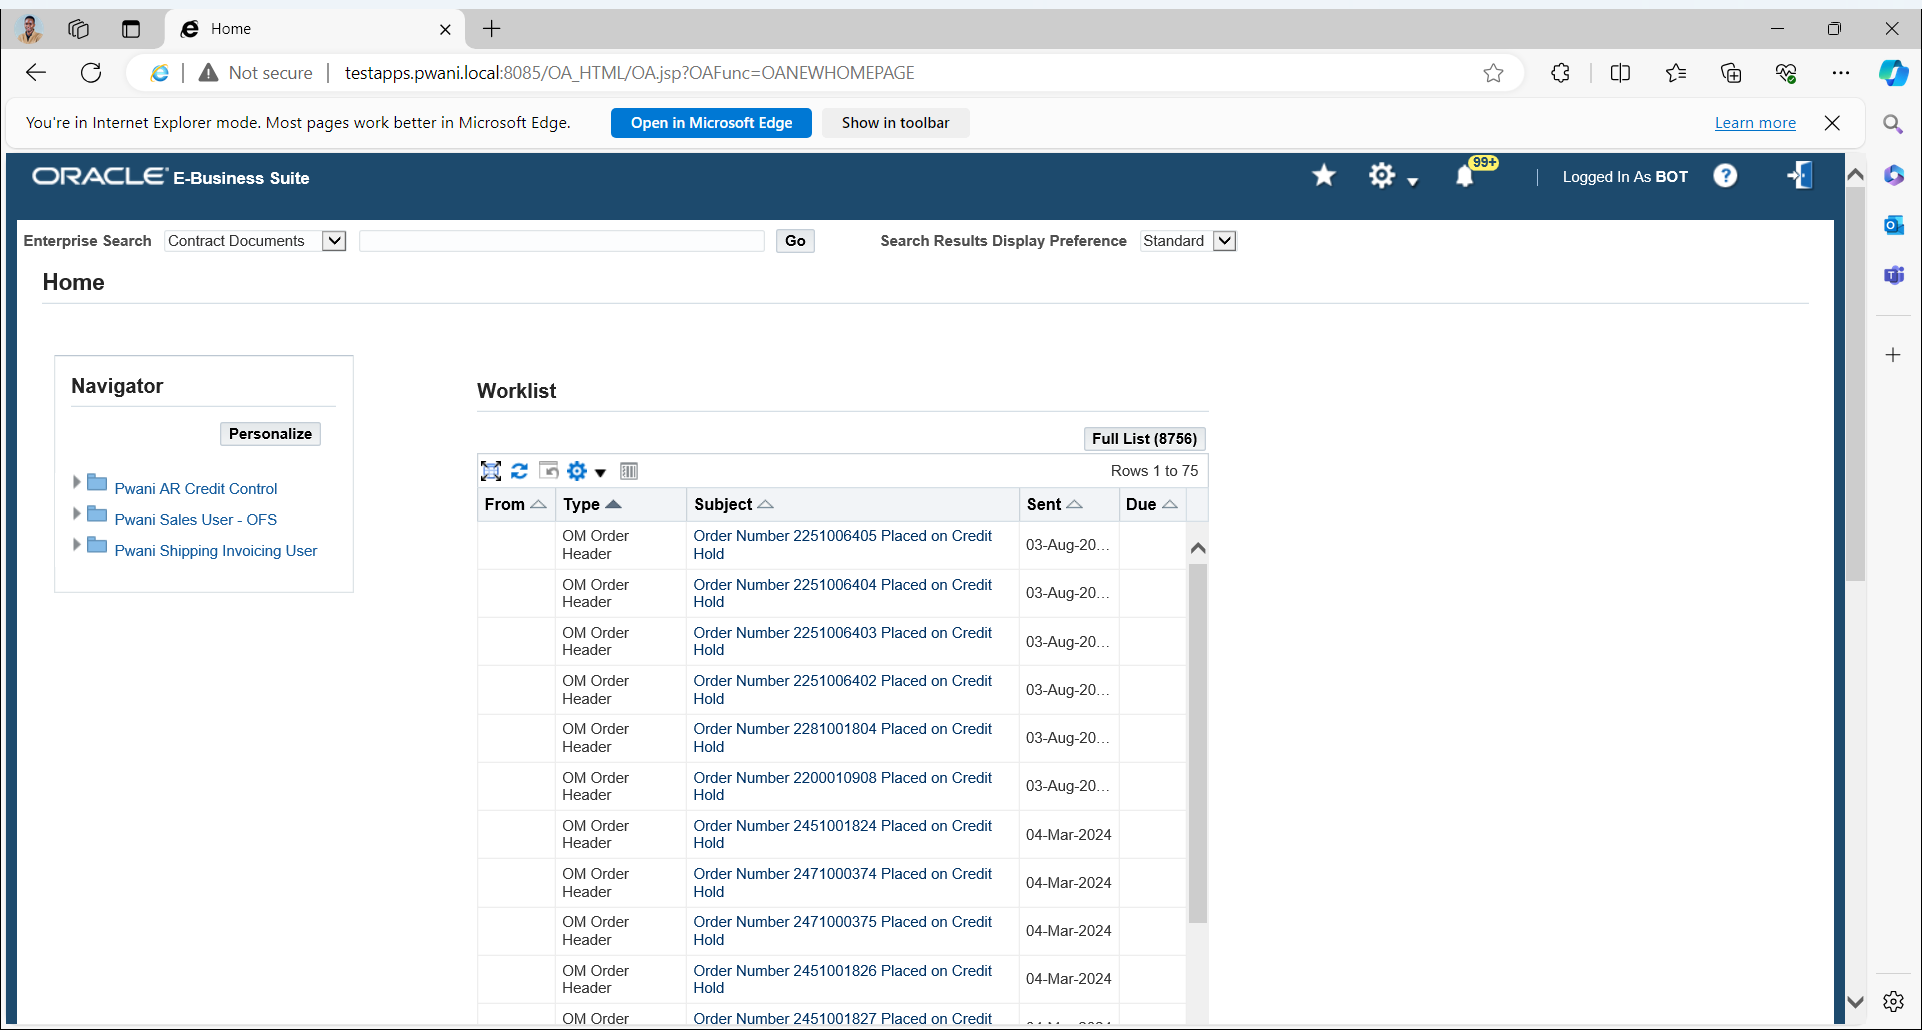 Home
Not secure
testapps.pwani.local:8085/OA_HTML/OA.jsp?OAFunc=OANEWHOMEPAGE
You're in Internet Explorer mode. Most pages work better in Microsoft Edge.
Open in Microsoft Edge
Show in toolbar
Learn more
ORACLE E-Business Suite
99+
Logged In As BOT
Enterprise Search
Contract Documents
Go
Search Results Display Preference
Standard
Home
Navigator
Personalize
Pwani AR Credit Control
Pwani Sales User - OFS
Pwani Shipping Invoicing User
Worklist
Full List (8756)
Rows 1 to 75
From Type Subject Sent Due
OM Order Header
Order Number 2251006405 Placed on Credit Hold
03-Aug-20...
OM Order Header
Order Number 2251006404 Placed on Credit Hold
03-Aug-20...
OM Order Header
Order Number 2251006403 Placed on Credit Hold
03-Aug-20...
OM Order Header
Order Number 2251006402 Placed on Credit Hold
03-Aug-20...
OM Order Header
Order Number 2281001804 Placed on Credit Hold
03-Aug-20...
OM Order Header
Order Number 2200010908 Placed on Credit Hold
03-Aug-20...
OM Order Header
Order Number 2451001824 Placed on Credit Hold
04-Mar-2024
OM Order Header
Order Number 2471000374 Placed on Credit Hold
04-Mar-2024
OM Order Header
Order Number 2471000375 Placed on Credit Hold
04-Mar-2024
OM Order Header
Order Number 2451001826 Placed on Credit Hold
04-Mar-2024
OM Order
Order Number 2451001827 Placed on Credit